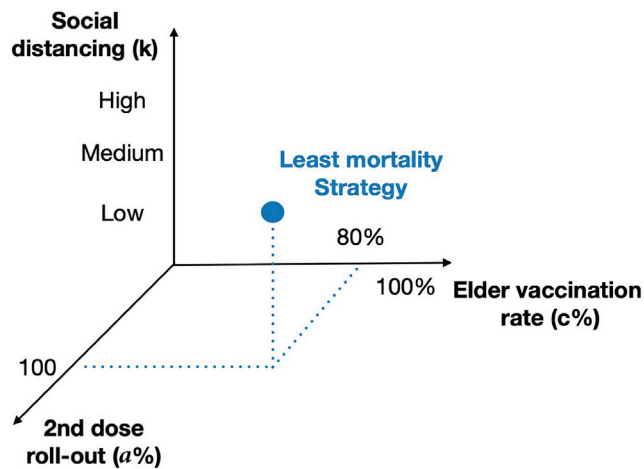 Social
distancing (k)
High
Medium
Low
Least mortality
Strategy
80%
100%
Elder vaccination
rate (c%)
100
2nd dose
roll-out (a%)